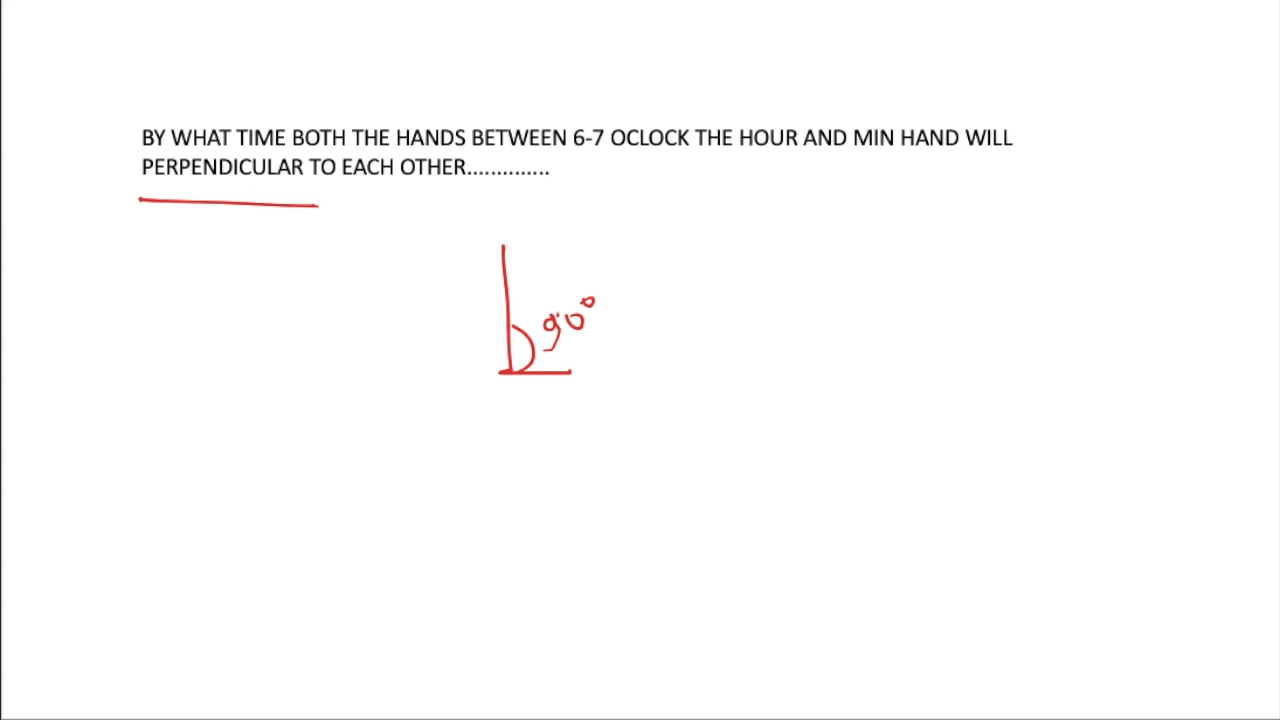 BY WHAT TIME BOTH THE HANDS BETWEEN 6-7 OCLOCK THE HOUR AND MIN HAND WILL
PERPENDICULAR TO EACH OTHER..............
90°